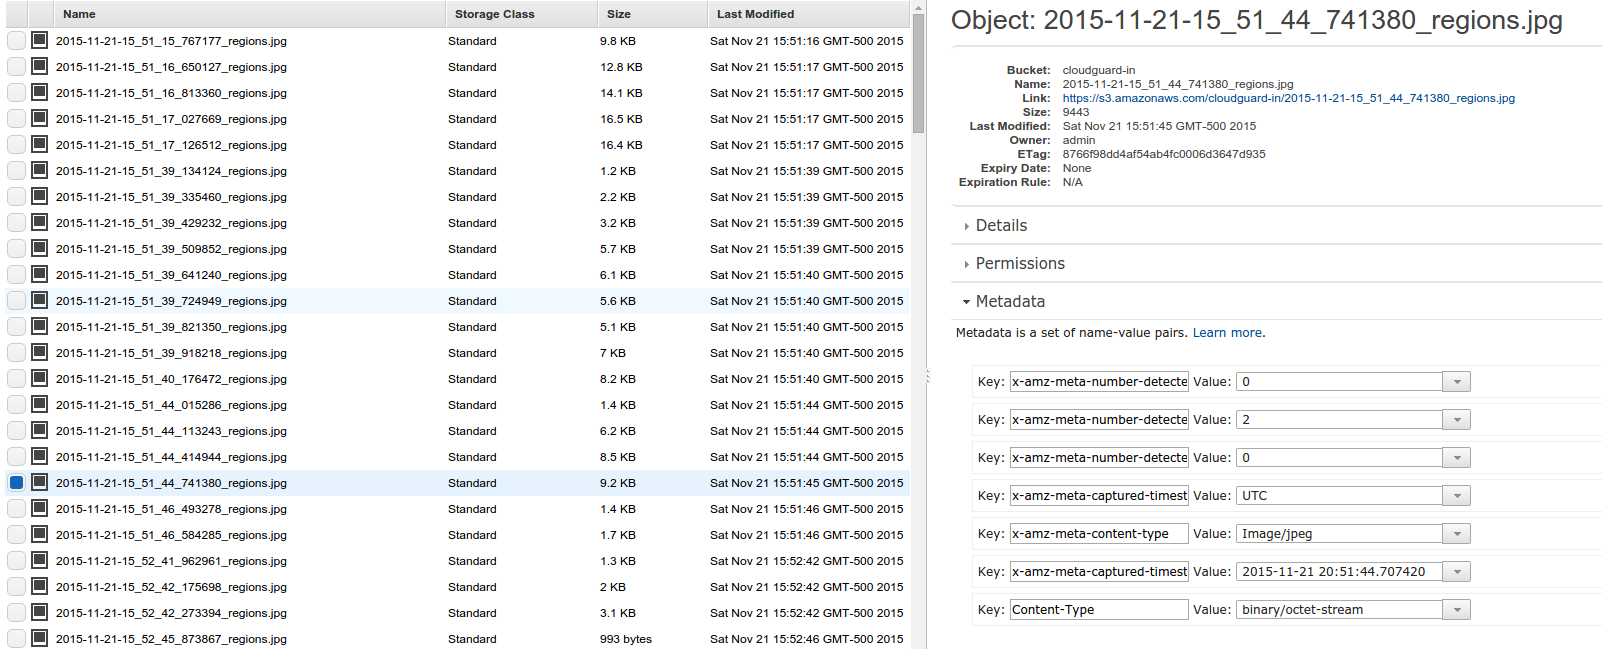 Name Storage Class Size Last Modified
2015-11-21-15_51_15_767177_regions.jpg Standard 9.8 KB Sat Nov 21 15:51:16 GMT-500 2015
2015-11-21-15_51_16_650127_regions.jpg Standard 12.8 KB Sat Nov 21 15:51:17 GMT-500 2015
2015-11-21-15_51_16_813360_regions.jpg Standard 14.1 KB Sat Nov 21 15:51:17 GMT-500 2015
2015-11-21-15_51_17_027669_regions.jpg Standard 16.5 KB Sat Nov 21 15:51:17 GMT-500 2015
2015-11-21-15_51_17_126512_regions.jpg Standard 16.4 KB Sat Nov 21 15:51:17 GMT-500 2015
2015-11-21-15_51_39_134124_regions.jpg Standard 1.2 KB Sat Nov 21 15:51:39 GMT-500 2015
2015-11-21-15_51_39_335460_regions.jpg Standard 2.2 KB Sat Nov 21 15:51:39 GMT-500 2015
2015-11-21-15_51_39_429232_regions.jpg Standard 3.2 KB Sat Nov 21 15:51:39 GMT-500 2015
2015-11-21-15_51_39_509852_regions.jpg Standard 5.7 KB Sat Nov 21 15:51:39 GMT-500 2015
2015-11-21-15_51_39_641240_regions.jpg Standard 6.1 KB Sat Nov 21 15:51:40 GMT-500 2015
2015-11-21-15_51_39_724949_regions.jpg Standard 5.6 KB Sat Nov 21 15:51:40 GMT-500 2015
2015-11-21-15_51_39_821350_regions.jpg Standard 5.1 KB Sat Nov 21 15:51:40 GMT-500 2015
2015-11-21-15_51_39_918218_regions.jpg Standard 7 KB Sat Nov 21 15:51:40 GMT-500 2015
2015-11-21-15_51_40_176472_regions.jpg Standard 8.2 KB Sat Nov 21 15:51:40 GMT-500 2015
2015-11-21-15_51_44_015286_regions.jpg Standard 1.4 KB Sat Nov 21 15:51:44 GMT-500 2015
2015-11-21-15_51_44_113243_regions.jpg Standard 6.2 KB Sat Nov 21 15:51:44 GMT-500 2015
2015-11-21-15_51_44_414944_regions.jpg Standard 8.5 KB Sat Nov 21 15:51:44 GMT-500 2015
2015-11-21-15_51_44_741380_regions.jpg Standard 9.2 KB Sat Nov 21 15:51:45 GMT-500 2015
2015-11-21-15_51_46_493278_regions.jpg Standard 1.4 KB Sat Nov 21 15:51:46 GMT-500 2015
2015-11-21-15_51_46_584285_regions.jpg Standard 1.7 KB Sat Nov 21 15:51:46 GMT-500 2015
2015-11-21-15_52_41_962961_regions.jpg Standard 1.3 KB Sat Nov 21 15:52:42 GMT-500 2015
2015-11-21-15_52_42_175698_regions.jpg Standard 2 KB Sat Nov 21 15:52:42 GMT-500 2015
2015-11-21-15_52_42_273394_regions.jpg Standard 3.1 KB Sat Nov 21 15:52:42 GMT-500 2015
2015-11-21-15_52_45_873867_regions.jpg Standard 993 bytes Sat Nov 21 15:52:46 GMT-500 2015
Object: 2015-11-21-15_51_44_741380_regions.jpg
Bucket: cloudguard-in
Name: 2015-11-21-15_51_44_741380_regions.jpg
Link: https://s3.amazonaws.com/cloudguard-in/2015-11-21-15_51_44_741380_regions.jpg
Size: 9443
Last Modified: Sat Nov 21 15:51:45 GMT-500 2015
Owner: admin
ETag: 8766f98dd4af54ab4fc0006d3647d935
Expiry Date: None
Expiration Rule: N/A
Details
Permissions
Metadata
Metadata is a set of name-value pairs. Learn more.
Key: x-amz-meta-number-detecte Value: 0
Key: x-amz-meta-number-detecte Value: 2
Key: x-amz-meta-number-detecte Value: 0
Key: x-amz-meta-captured-timest Value: UTC
Key: x-amz-meta-content-type Value: Image/jpeg
Key: x-amz-meta-captured-timest Value: 2015-11-21 20:51:44.707420
Key: Content-Type Value: binary/octet-stream